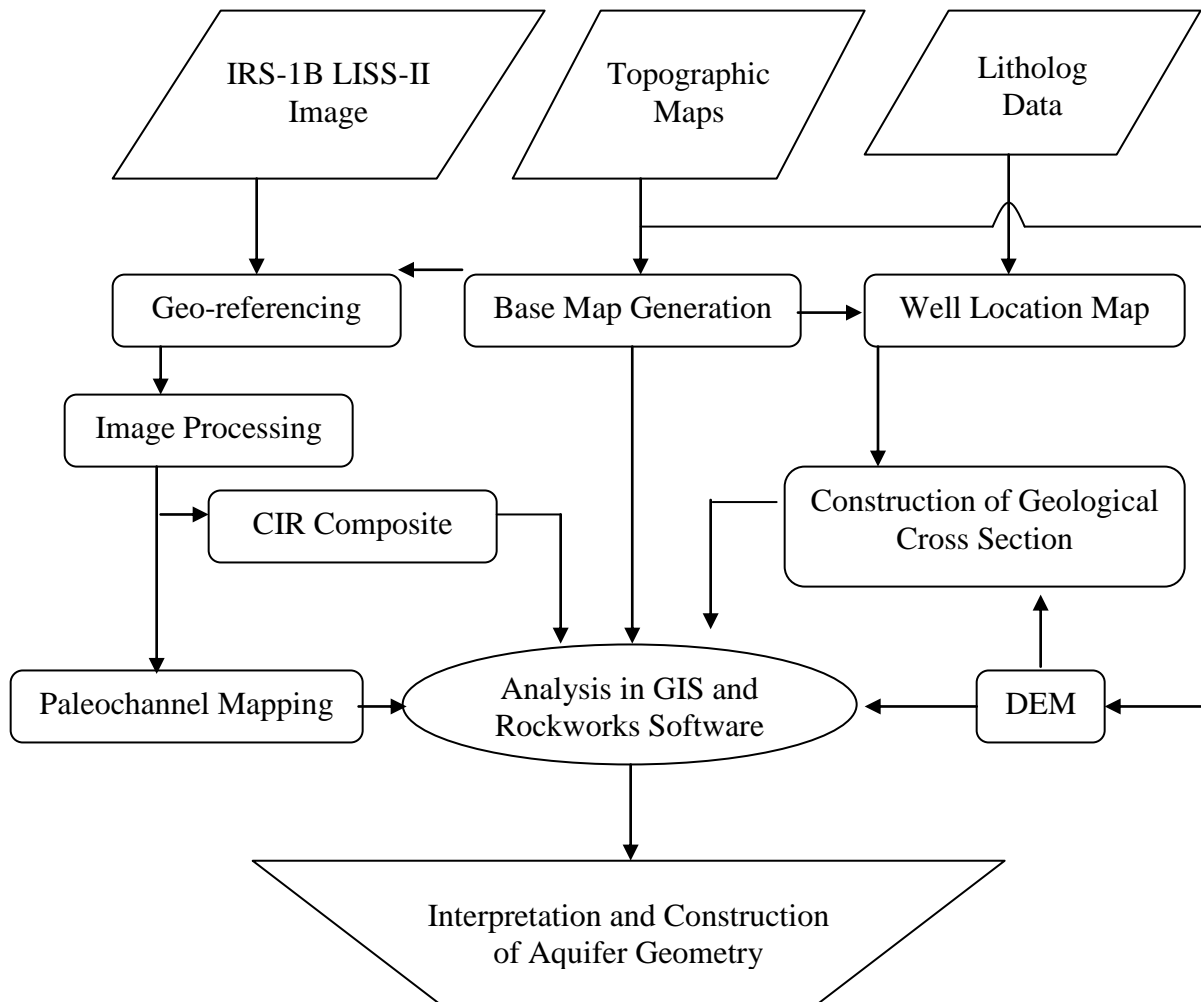 IRS-1B LISS-II
Image
Topographic
Maps
Litholog
Data
Geo-referencing
Base Map Generation
Well Location Map
Image Processing
CIR Composite
Construction of Geological
Cross Section
Paleochannel Mapping
Analysis in GIS and
Rockworks Software
DEM
Interpretation and Construction
of Aquifer Geometry